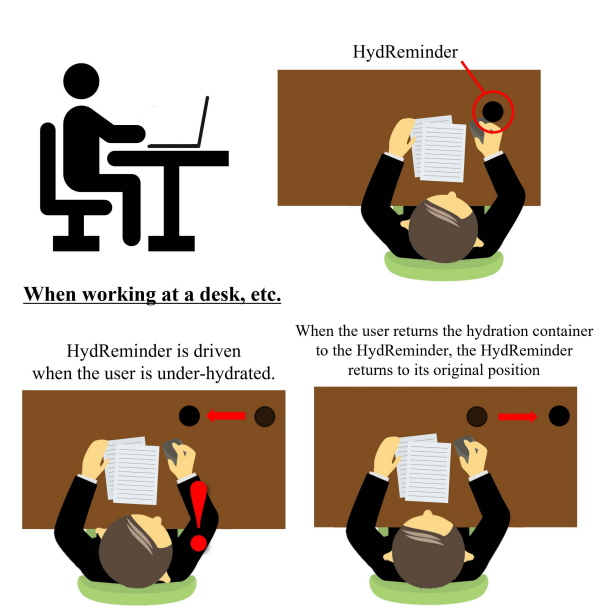 HydReminder
When working at a desk, etc.
HydReminder is driven
when the user is under-hydrated.
When the user returns the hydration container
to the HydReminder, the HydReminder
returns to its original position